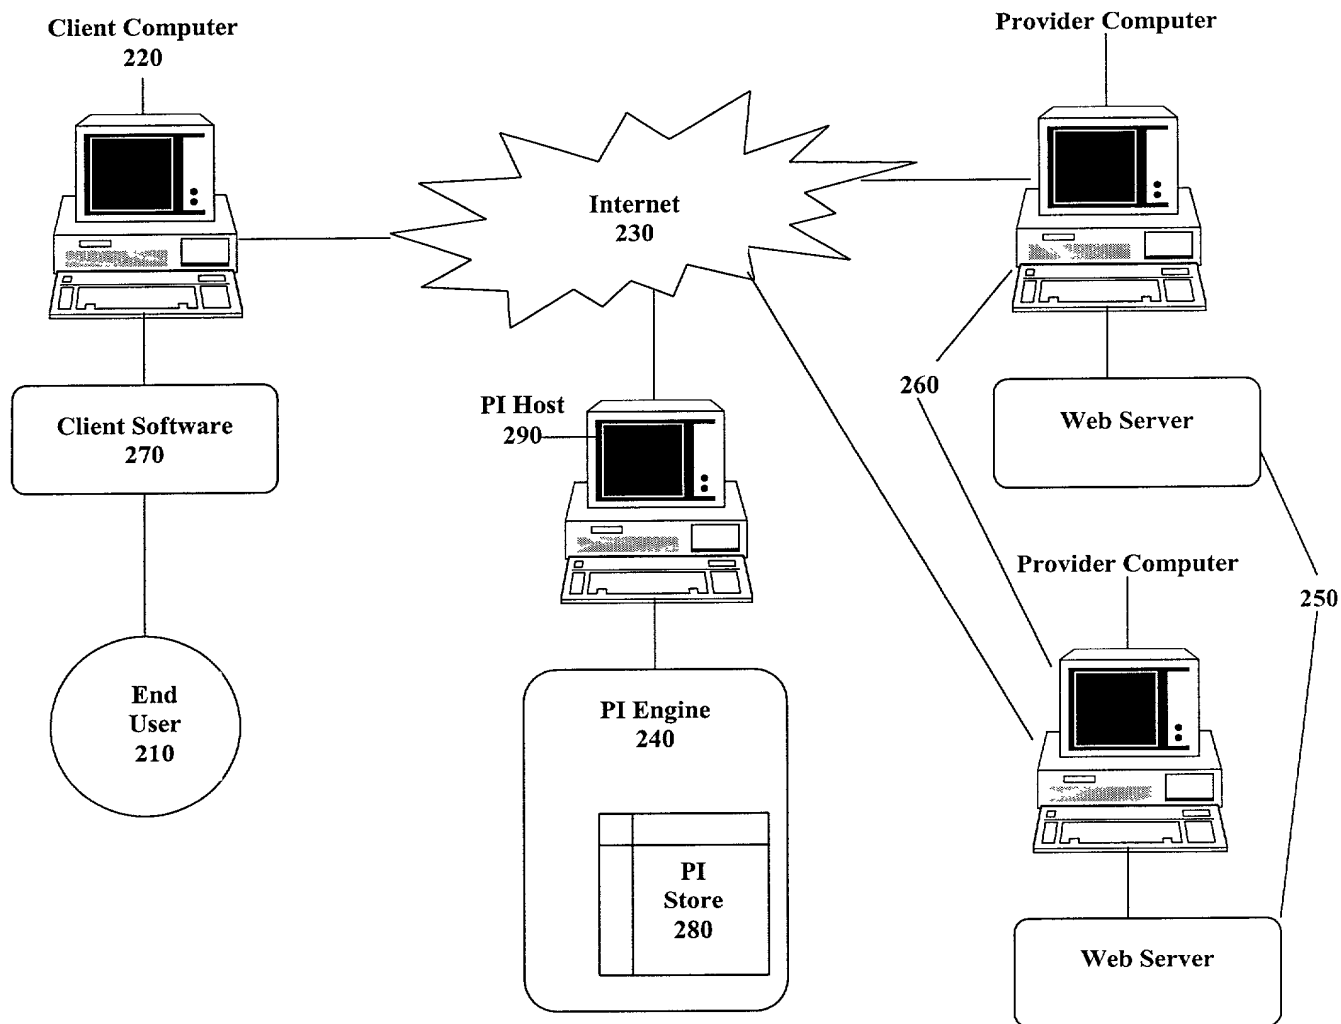 Client Computer
220
Provider Computer
Internet
230
PI Host
290
260
Client Software
270
Web Server
Provider Computer
250
End
User
210
PI Engine
240
PI
Store
280
Web Server